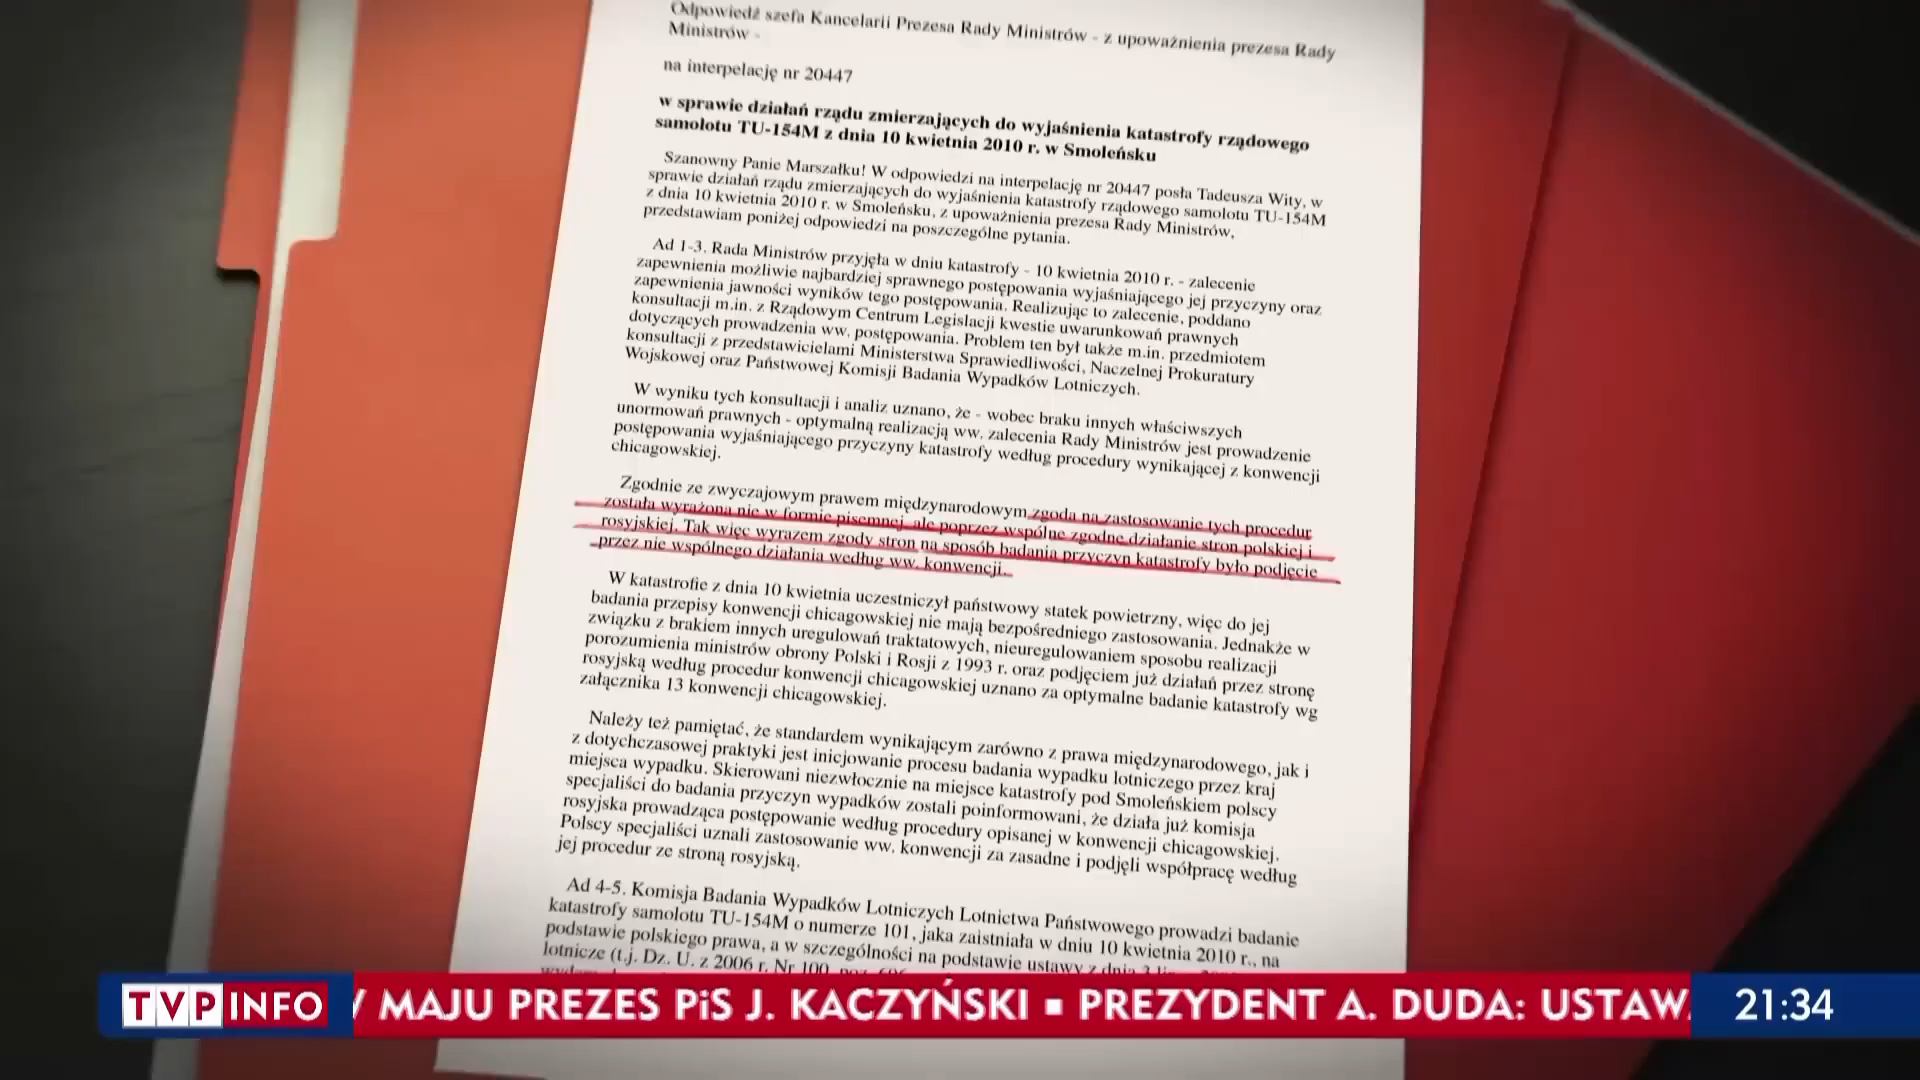 Odpowiedź szefa Kancelarii Prezesa Rady Ministrów - z upoważnienia prezesa Rady
Ministrów -
na interpelację nr 20447
w sprawie działań rządu zmierzających do wyjaśnienia katastrofy rządowego
samolotu TU-154M z dnia 10 kwietnia 2010 r. w Smoleńsku
Szanowny Panie Marszałku! W odpowiedzi na interpelację nr 20447 posła Tadeusza Wity, w
sprawie działań rządu zmierzających do wyjaśnienia katastrofy rządowego samolotu TU-154M
z dnia 10 kwietnia 2010 r. w Smoleńsku, z upoważnienia prezesa Rady Ministrów,
przedstawiam poniżej odpowiedzi na poszczególne pytania.
Ad 1-3. Rada Ministrów przyjęła w dniu katastrofy - 10 kwietnia 2010 r. - zalecenie
zapewnienia możliwie najbardziej sprawnego postępowania wyjaśniającego jej przyczyny oraz
zapewnienia jawności wyników tego postępowania. Realizując to zalecenie, poddano
konsultacji m.in. z Rządowym Centrum Legislacji kwestie uwarunkowań prawnych
dotyczących prowadzenia ww. postępowania. Problem ten był także m.in. przedmiotem
konsultacji z przedstawicielami Ministerstwa Sprawiedliwości, Naczelnej Prokuratury
Wojskowej oraz Państwowej Komisji Badania Wypadków Lotniczych.
W wyniku tych konsultacji i analiz uznano, że - wobec braku innych właściwszych
unormowań prawnych - optymalną realizacją ww. zalecenia Rady Ministrów jest prowadzenie
postępowania wyjaśniającego przyczyny katastrofy według procedury wynikającej z konwencji
chicagowskiej.
Zgodnie ze zwyczajowym prawem międzynarodowym zgoda na zastosowanie tych procedur
została wyrażona nie w formie pisemnej, ale poprzez wspólne zgodne działanie stron polskiej i
rosyjskiej. Tak więc wyrazem zgody stron na sposób badania przyczyn katastrofy było podjęcie
przez nie wspólnego działania według ww. konwencji.
W katastrofie z dnia 10 kwietnia uczestniczył państwowy statek powietrzny, więc do jej
badania przepisy konwencji chicagowskiej nie mają bezpośredniego zastosowania. Jednakże w
związku z brakiem innych uregulowań traktatowych, nieuregulowaniem sposobu realizacji
porozumienia ministrów obrony Polski i Rosji z 1993 r. oraz podjęciem już działań przez stronę
rosyjską według procedur konwencji chicagowskiej uznano za optymalne badanie katastrofy wg
załącznika 13 konwencji chicagowskiej.
Należy też pamiętać, że standardem wynikającym zarówno z prawa międzynarodowego, jak i
z dotychczasowej praktyki jest inicjowanie procesu badania wypadku lotniczego przez kraj
miejsca wypadku. Skierowani niezwłocznie na miejsce katastrofy pod Smoleńskiem polscy
specjaliści do badania przyczyn wypadków zostali poinformowani, że działa już komisja
rosyjska prowadząca postępowanie według procedury opisanej w konwencji chicagowskiej.
Polscy specjaliści uznali zastosowanie ww. konwencji za zasadne i podjęli współpracę według
jej procedur ze stroną rosyjską.
Ad 4-5. Komisja Badania Wypadków Lotniczych Lotnictwa Państwowego prowadzi badanie
katastrofy samolotu TU-154M o numerze 101, jaka zaistniała w dniu 10 kwietnia 2010 r., na
podstawie polskiego prawa, a w szczególności na podstawie ustawy z dnia 3
lotnicze (t.j. Dz. U. z 2006 r. Nr 100, poz.
TVP INFO W MAJU PREZES PiS J. KACZYŃSKI ▪ PREZYDENT A. DUDA: USTAWA 21:34